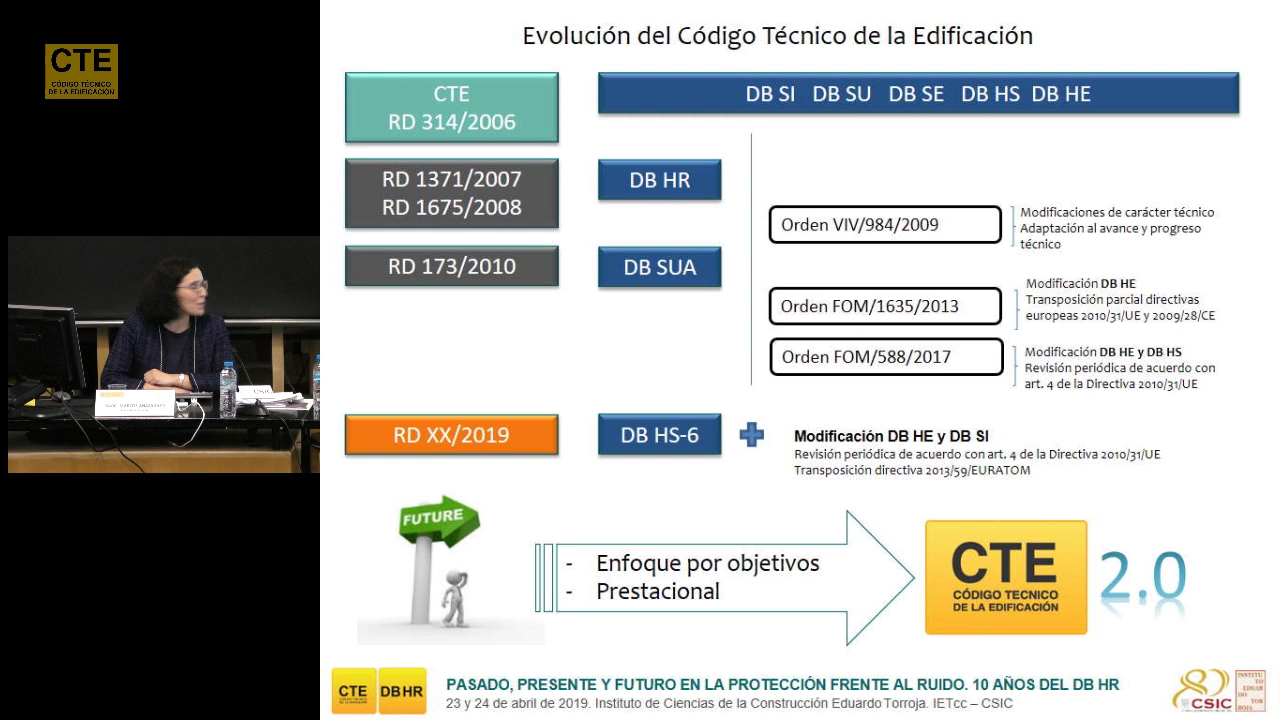 CTE
CÓDIGO TÉCNICO
DE LA EDIFICACIÓN
Evolución del Código Técnico de la Edificación
CTE
RD 314/2006
DB SI DB SU DB SE DB HS DB HE
RD 1371/2007
RD 1675/2008
DB HR
Orden VIV/984/2009
Modificaciones de carácter técnico
Adaptación al avance y progreso
técnico
RD 173/2010
DB SUA
Orden FOM/1635/2013
Modificación DB HE
Transposición parcial directivas
europeas 2010/31/UE y 2009/28/CE
Orden FOM/588/2017
Modificación DB HE y DB HS
Revisión periódica de acuerdo con
art. 4 de la Directiva 2010/31/UE
RD XX/2019
DB HS-6
Modificación DB HE y DB SI
Revisión periódica de acuerdo con art. 4 de la Directiva 2010/31/UE
Transposición directiva 2013/59/EURATOM
FUTURE
- Enfoque por objetivos
- Prestacional
CTE
CÓDIGO TECNICO
DE LA EDIFICACIÓN
2.0
CSIC
CTE
DB HR
PASADO, PRESENTE Y FUTURO EN LA PROTECCIÓN FRENTE AL RUIDO. 10 AÑOS DEL DB HR
23 y 24 de abril de 2019. Instituto de Ciencias de la Construcción Eduardo Torroja. IETcc – CSIC
CSIC
INSTITU
TO
EDUAR
DO
TOR
ROJA